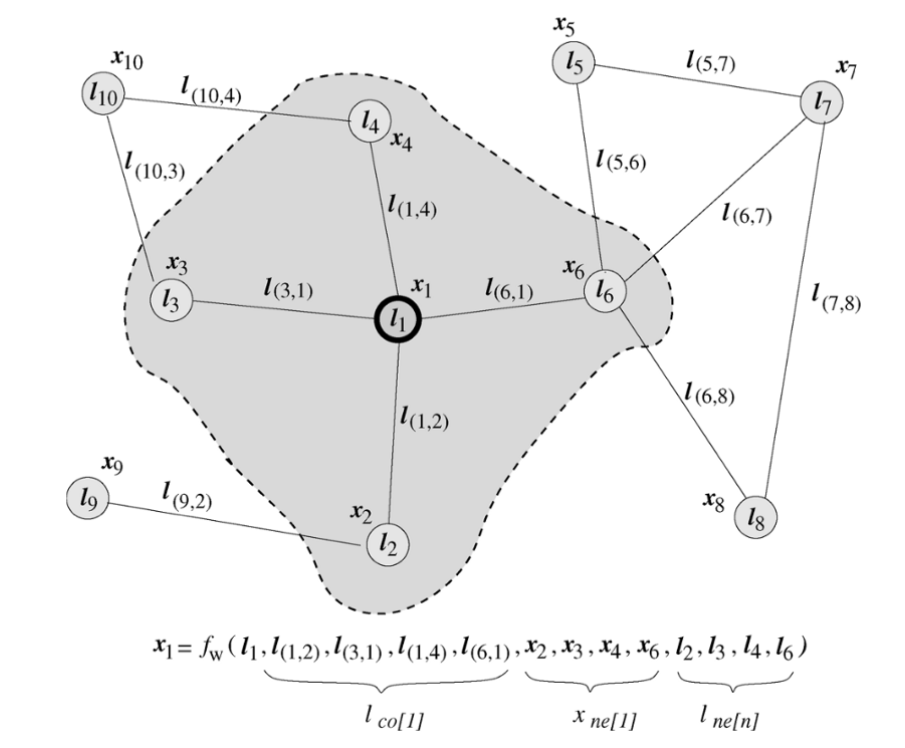 x5
x10
l5
l(5,7)
x7
l10
l(10,4)
l7
l4
x4
l(10,3)
l(5,6)
l(1,4)
l(6,7)
x3
x6
x1
l3
l(3,1)
l(6,1)
l6
l(7,8)
l1
l(6,8)
l(1,2)
x9
l9
l(9,2)
x2
x8
l8
l2
x1 = fw(l1, l(1,2), l(3,1), l(1,4), l(6,1), x2, x3, x4, x6, l2, l3, l4, l6)
l co[1] x ne[1] l ne[n]